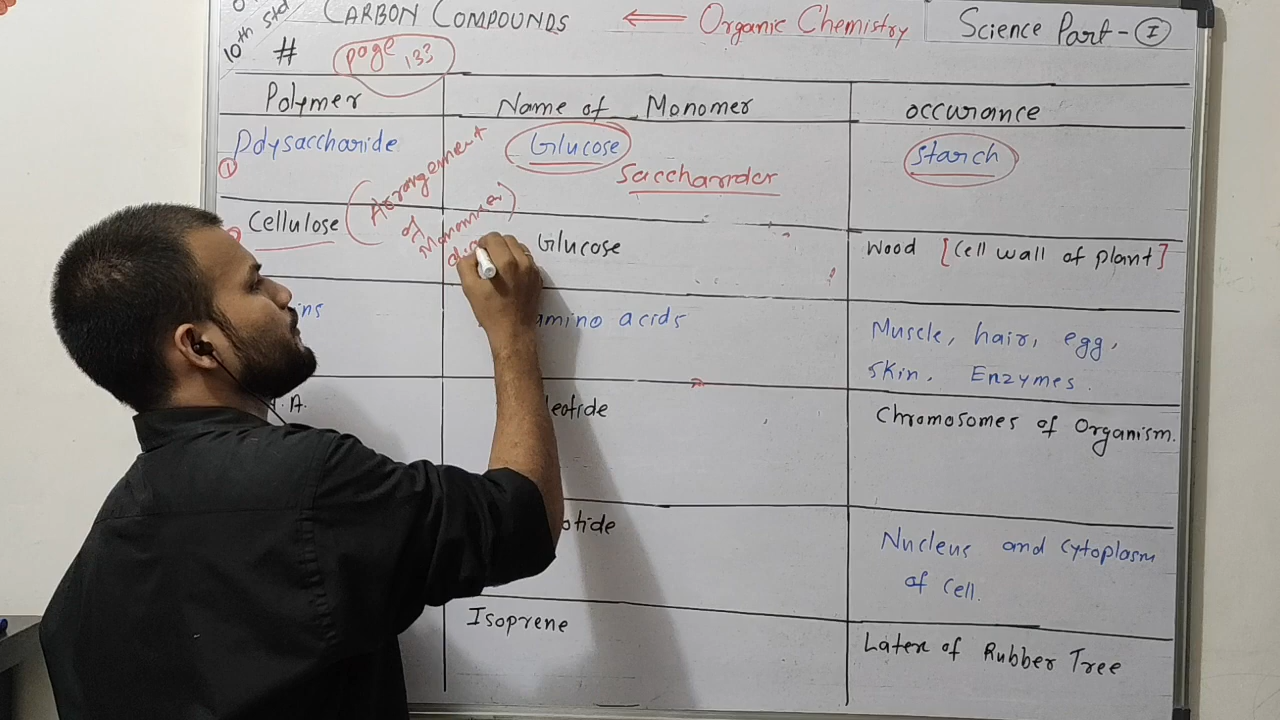 10th std
CARBON COMPOUNDS ⟸ Organic Chemistry Science Part - I
# page 133
Polymer Name of Monomer occurance
① Polysaccharide Glucose Saccharider starch
Cellulose Glucose Wood [cell wall of plant]
(Arrangement
of
Monomer)
ins amino acids Muscle, hair, egg,
skin. Enzymes.
.A. leotide Chromosomes of Organism.
otide Nucleus and cytoplasm
of cell.
Isoprene Latex of Rubber Tree